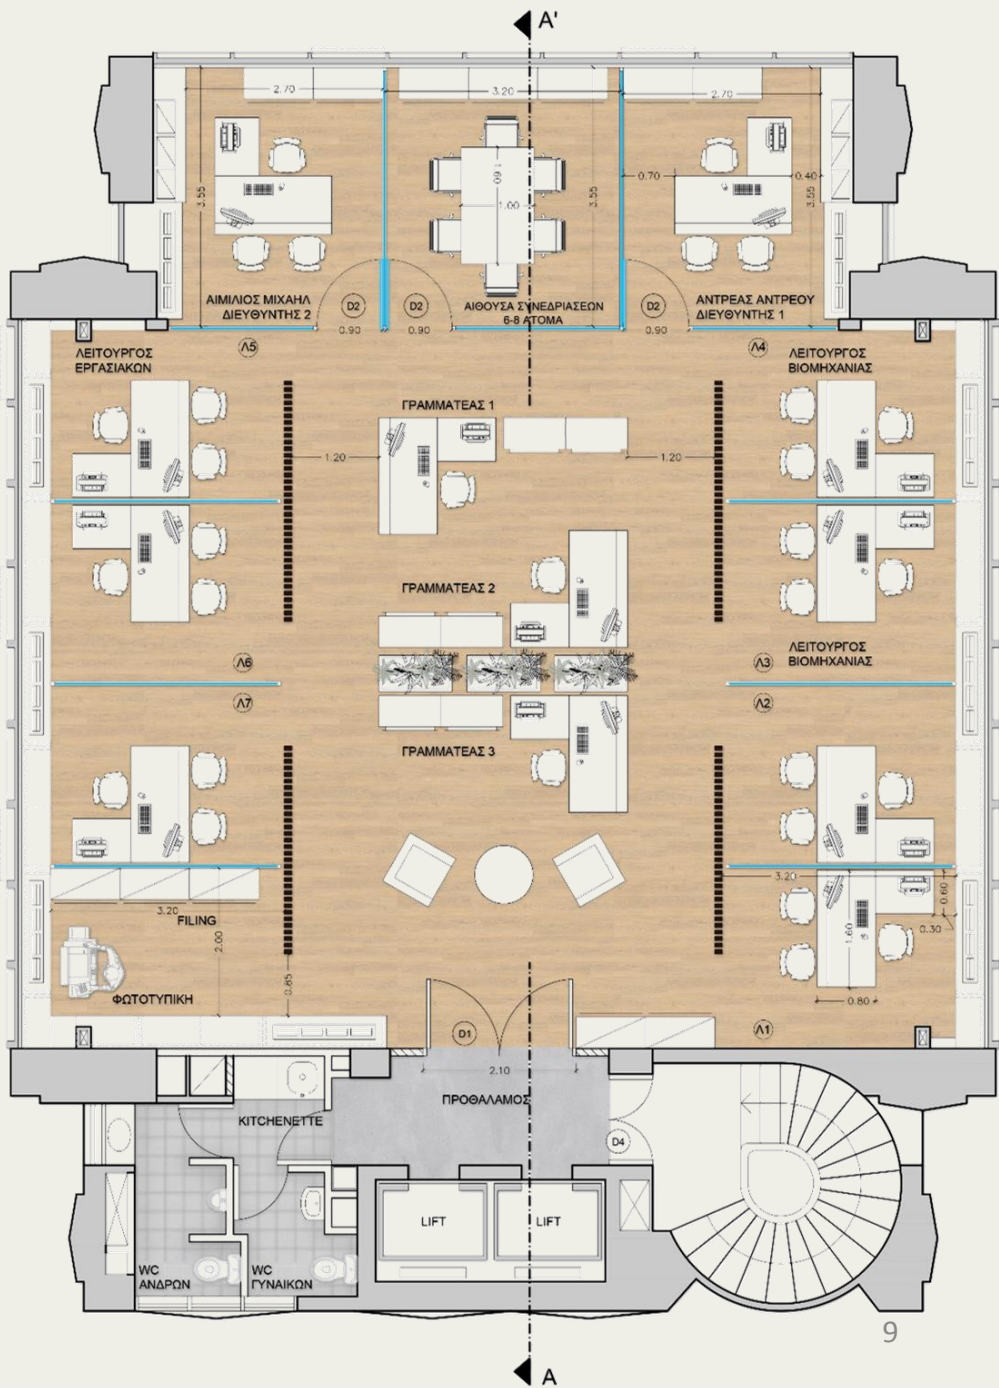 A'
2.70
3.20
2.70
3.55
1.60
1.00
3.55
0.70
0.40
3.55
ΑΙΜΙΛΙΟΣ ΜΙΧΑΗΛ
ΔΙΕΥΘΥΝΤΗΣ 2
D2
0.90
D2
0.90
ΑΙΘΟΥΣΑ ΣΥΝΕΔΡΙΑΣΕΩΝ
6-8 ΑΤΟΜΑ
D2
0.90
ΑΝΤΡΕΑΣ ΑΝΤΡΕΟΥ
ΔΙΕΥΘΥΝΤΗΣ 1
ΛΕΙΤΟΥΡΓΟΣ
ΕΡΓΑΣΙΑΚΩΝ
Λ5
Λ4
ΛΕΙΤΟΥΡΓΟΣ
ΒΙΟΜΗΧΑΝΙΑΣ
ΓΡΑΜΜΑΤΕΑΣ 1
1.20
1.20
ΓΡΑΜΜΑΤΕΑΣ 2
Λ6
Λ3
ΛΕΙΤΟΥΡΓΟΣ
ΒΙΟΜΗΧΑΝΙΑΣ
Λ7
Λ2
ΓΡΑΜΜΑΤΕΑΣ 3
3.20
FILING
2.00
0.85
ΦΩΤΟΤΥΠΙΚΗ
3.20
0.60
0.30
1.60
0.80
Λ1
D1
2.10
ΠΡΟΘΑΛΑΜΟΣ
KITCHENETTE
D4
LIFT
LIFT
WC
ΑΝΔΡΩΝ
WC
ΓΥΝΑΙΚΩΝ
9
A